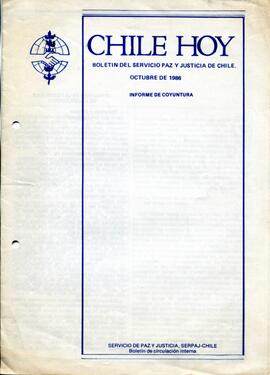 CHILE HOY
BOLETIN DEL SERVICIO PAZ Y JUSTICIA DE CHILE.
OCTUBRE DE 1986
INFORME DE COYUNTURA
SERVICIO DE PAZ Y JUSTICIA, SERPAJ-CHILE
Boletín de circulación interna